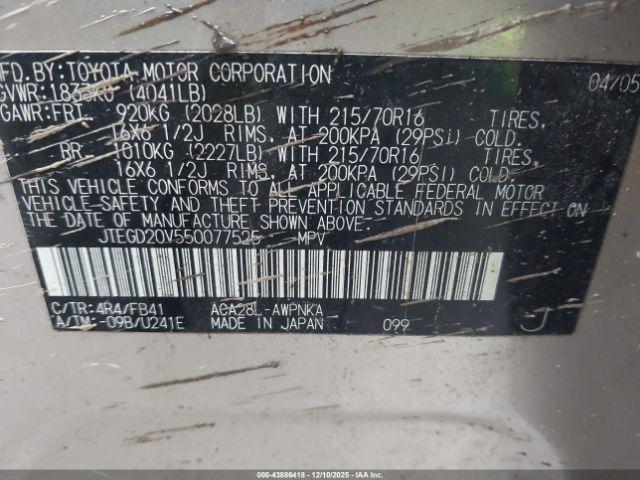 MFD.BY: TOYOTA MOTOR CORPORATION 04/05
GVWR: 1833KG (4041LB)
GAWR: FRT 920KG (2028LB) WITH 215/70R16 TIRES,
16X6 1/2J RIMS, AT 200KPA (29PSI) COLD.
RR 1010KG (2227LB) WITH 215/70R16 TIRES,
16X6 1/2J RIMS, AT 200KPA (29PSI) COLD.
THIS VEHICLE CONFORMS TO ALL APPLICABLE FEDERAL MOTOR
VEHICLE SAFETY AND THEFT PREVENTION STANDARDS IN EFFECT ON
THE DATE OF MANUFACTURE SHOWN ABOVE.
JTEGD20V550077525 MPV
C/TR: 4R4/FB41 ACA28L-AWPNKA
A/TM: -09B/U241E MADE IN JAPAN 099 J
000-43886418 - 12/10/2025 - IAAI.COM